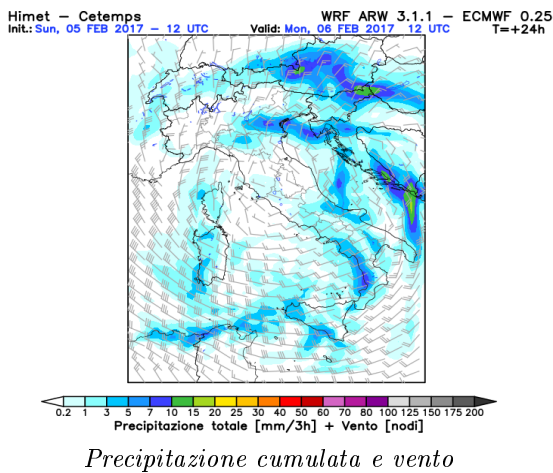 Himet – Cetemps WRF ARW 3.1.1 – ECMWF 0.25
Init.: Sun, 05 FEB 2017 – 12 UTC Valid: Mon, 06 FEB 2017 12 UTC T=+24h
0.2 1 3 5 7 10 15 20 25 30 40 50 60 70 80 100 125 150 175 200
Precipitazione totale [mm/3h] + Vento [nodi]
Precipitazione cumulata e vento